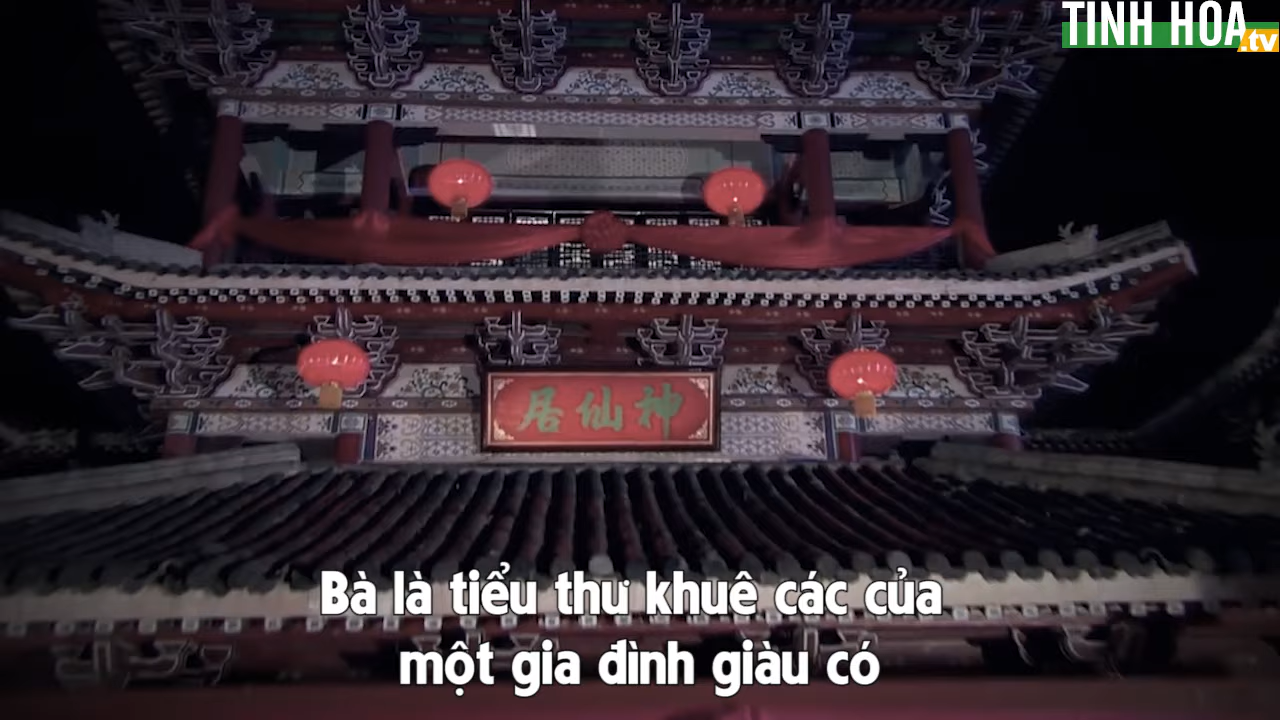 TINH HOA
.tv
神仙居
Bà là tiểu thư khuê các của
một gia đình giàu có